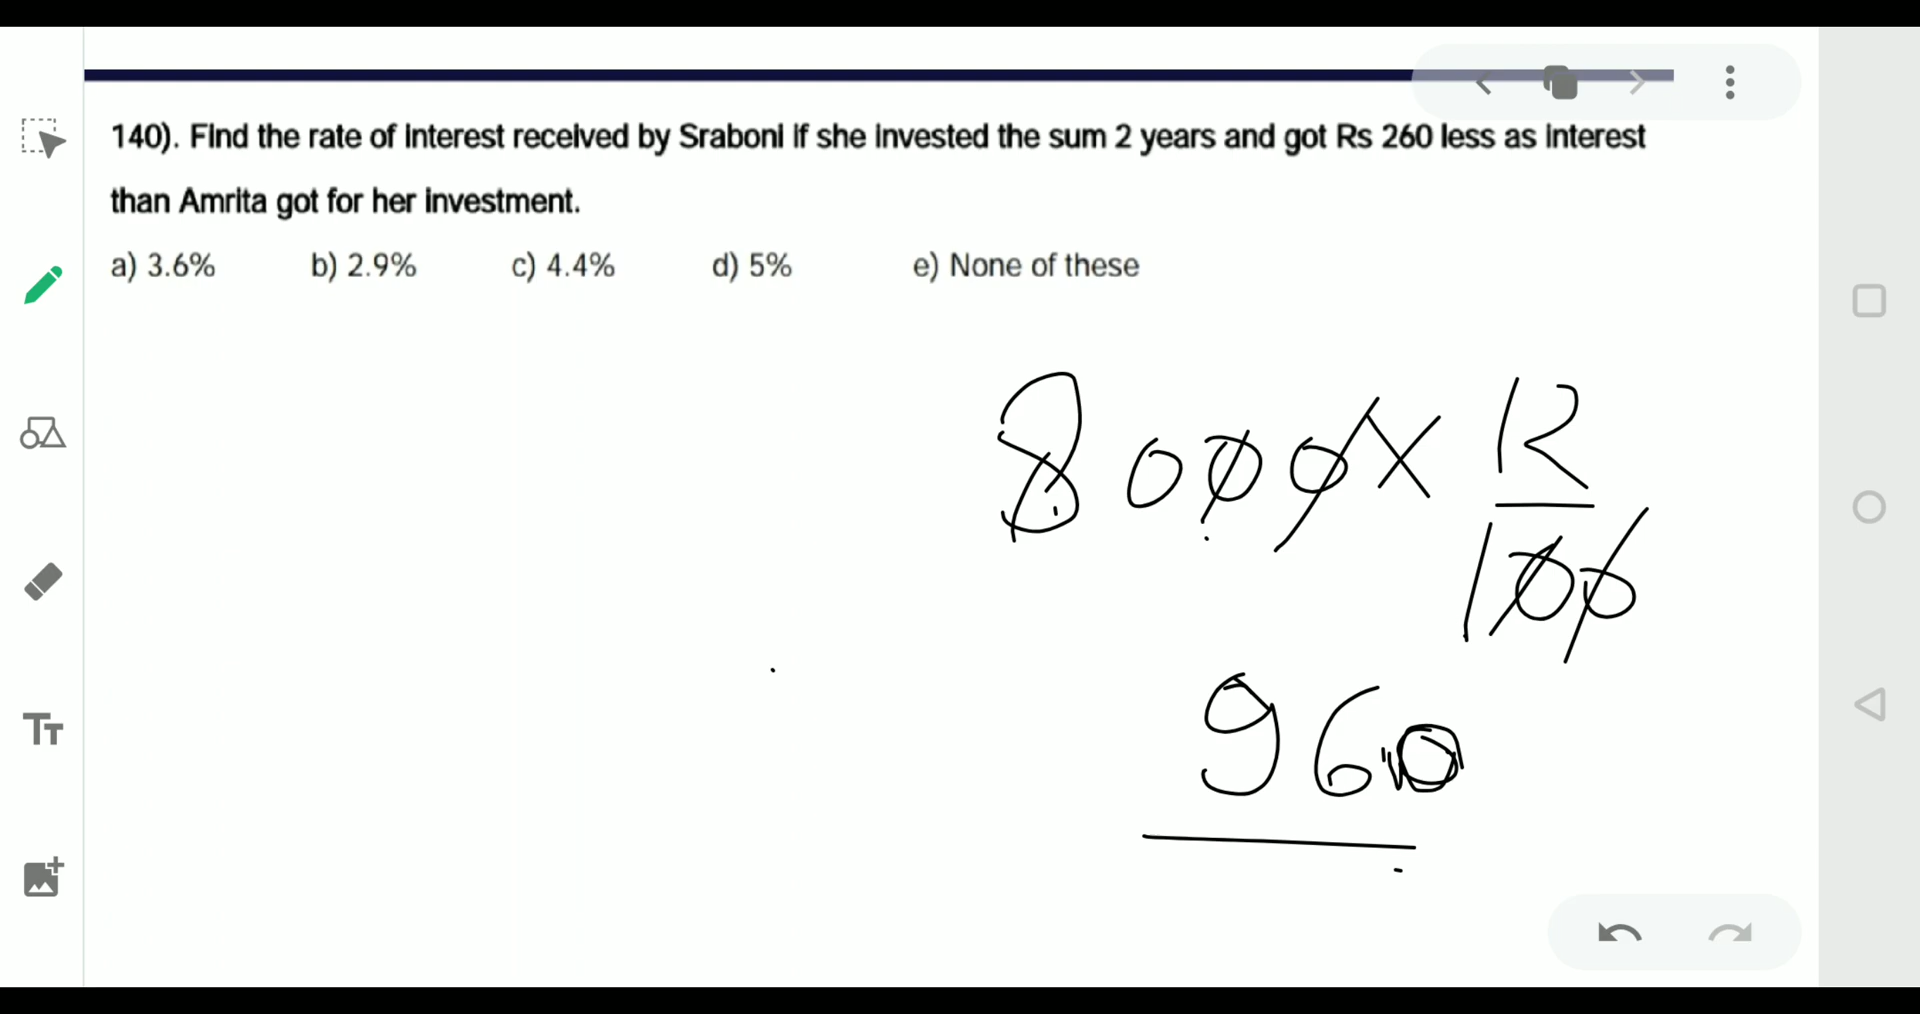 140). Find the rate of interest received by Sraboni if she invested the sum 2 years and got Rs 260 less as interest
than Amrita got for her investment.
a) 3.6% b) 2.9% c) 4.4% d) 5% e) None of these
8000 × 12
100
960
Tт